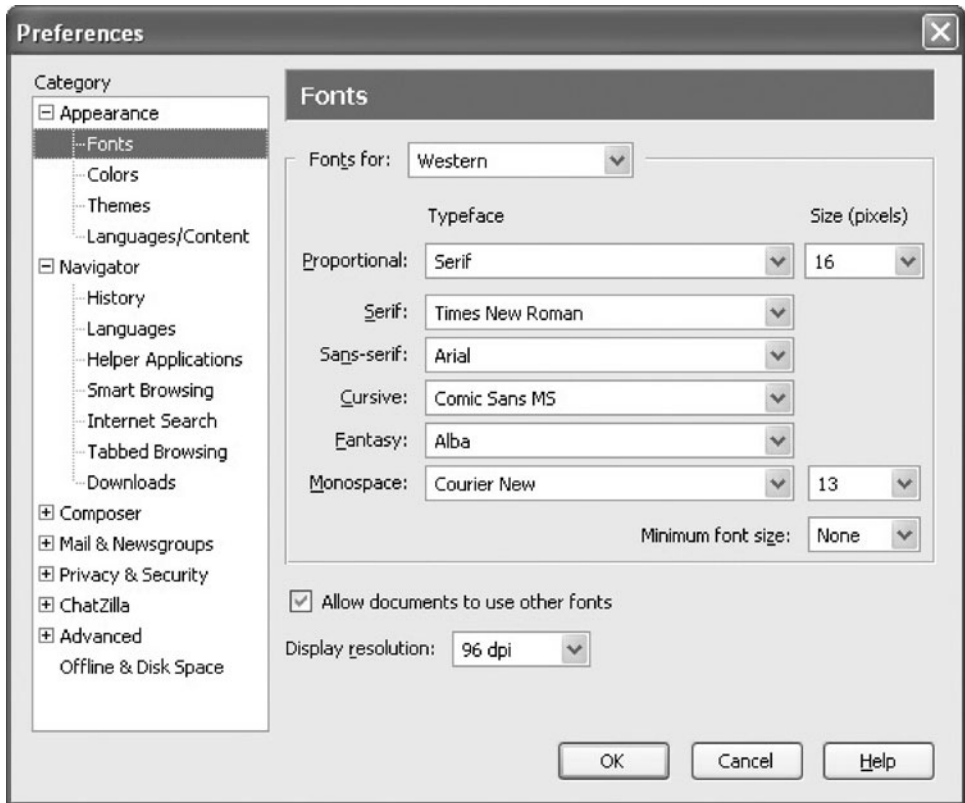 Preferences
Category
Appearance
Fonts
Colors
Themes
Languages/Content
Navigator
History
Languages
Helper Applications
Smart Browsing
Internet Search
Tabbed Browsing
Downloads
Composer
Mail & Newsgroups
Privacy & Security
ChatZilla
Advanced
Offline & Disk Space
Fonts
Fonts for: Western
Typeface Size (pixels)
Proportional: Serif 16
Serif: Times New Roman
Sans-serif: Arial
Cursive: Comic Sans MS
Fantasy: Alba
Monospace: Courier New 13
Minimum font size: None
Allow documents to use other fonts
Display resolution: 96 dpi
OK Cancel Help